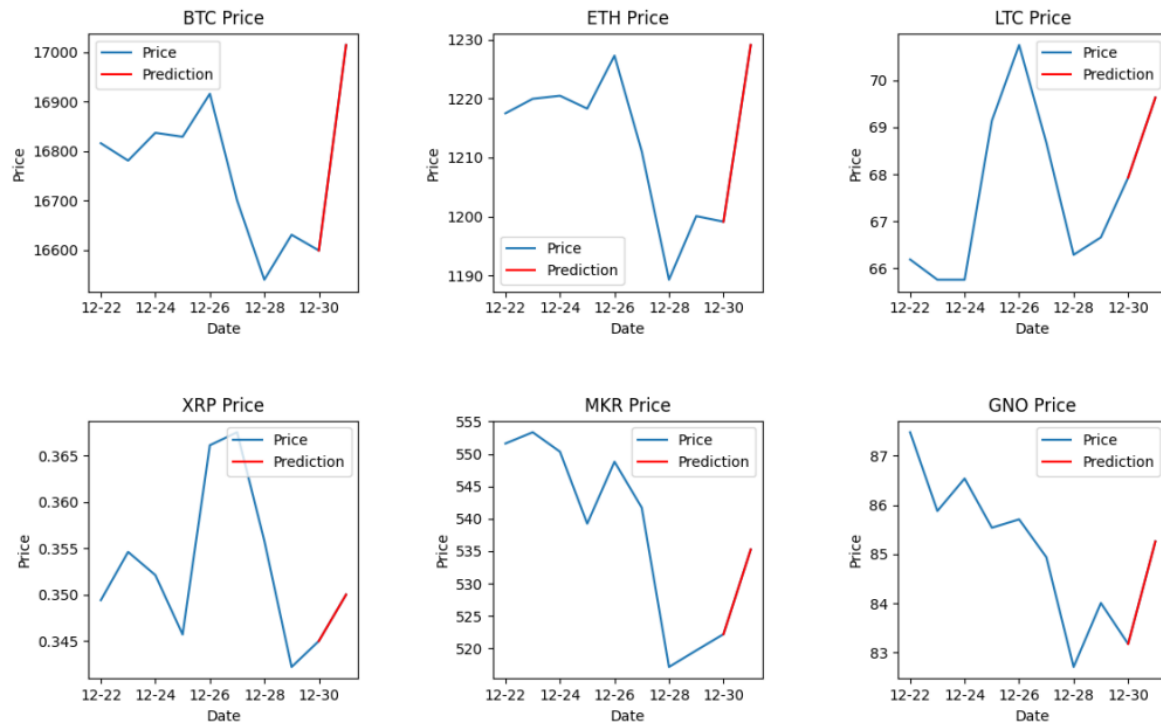 BTC Price
17000
16900
16800
16700
16600
Price
Price
Prediction
12-22 12-24 12-26 12-28 12-30
Date
ETH Price
1230
1220
1210
1200
1190
Price
Price
Prediction
12-22 12-24 12-26 12-28 12-30
Date
LTC Price
70
69
68
67
66
Price
Price
Prediction
12-22 12-24 12-26 12-28 12-30
Date
XRP Price
0.365
0.360
0.355
0.350
0.345
Price
Price
Prediction
12-22 12-24 12-26 12-28 12-30
Date
MKR Price
555
550
545
540
535
530
525
520
Price
Price
Prediction
12-22 12-24 12-26 12-28 12-30
Date
GNO Price
87
86
85
84
83
Price
Price
Prediction
12-22 12-24 12-26 12-28 12-30
Date